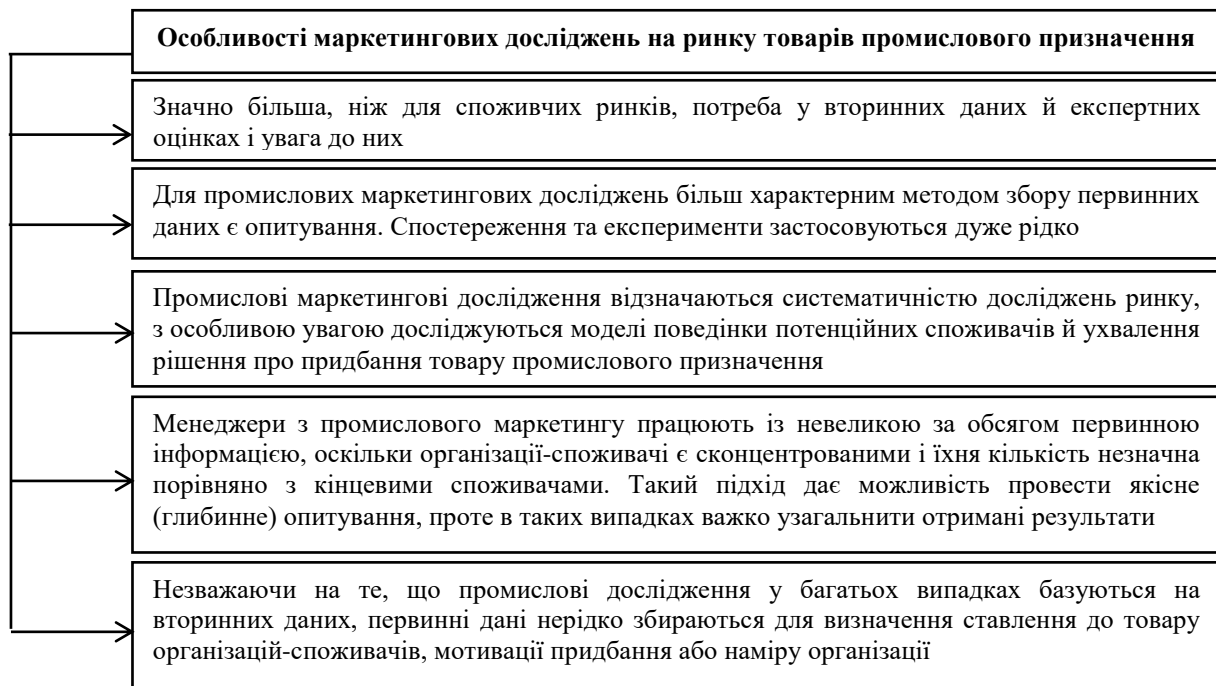 Особливості маркетингових досліджень на ринку товарів промислового призначення
Значно більша, ніж для споживчих ринків, потреба у вторинних даних й експертних
оцінках і увага до них
Для промислових маркетингових досліджень більш характерним методом збору первинних
даних є опитування. Спостереження та експерименти застосовуються дуже рідко
Промислові маркетингові дослідження відзначаються систематичністю досліджень ринку,
з особливою увагою досліджуються моделі поведінки потенційних споживачів й ухвалення
рішення про придбання товару промислового призначення
Менеджери з промислового маркетингу працюють із невеликою за обсягом первинною
інформацією, оскільки організації-споживачі є сконцентрованими і їхня кількість незначна
порівняно з кінцевими споживачами. Такий підхід дає можливість провести якісне
(глибинне) опитування, проте в таких випадках важко узагальнити отримані результати
Незважаючи на те, що промислові дослідження у багатьох випадках базуються на
вторинних даних, первинні дані нерідко збираються для визначення ставлення до товару
організацій-споживачів, мотивації придбання або наміру організації